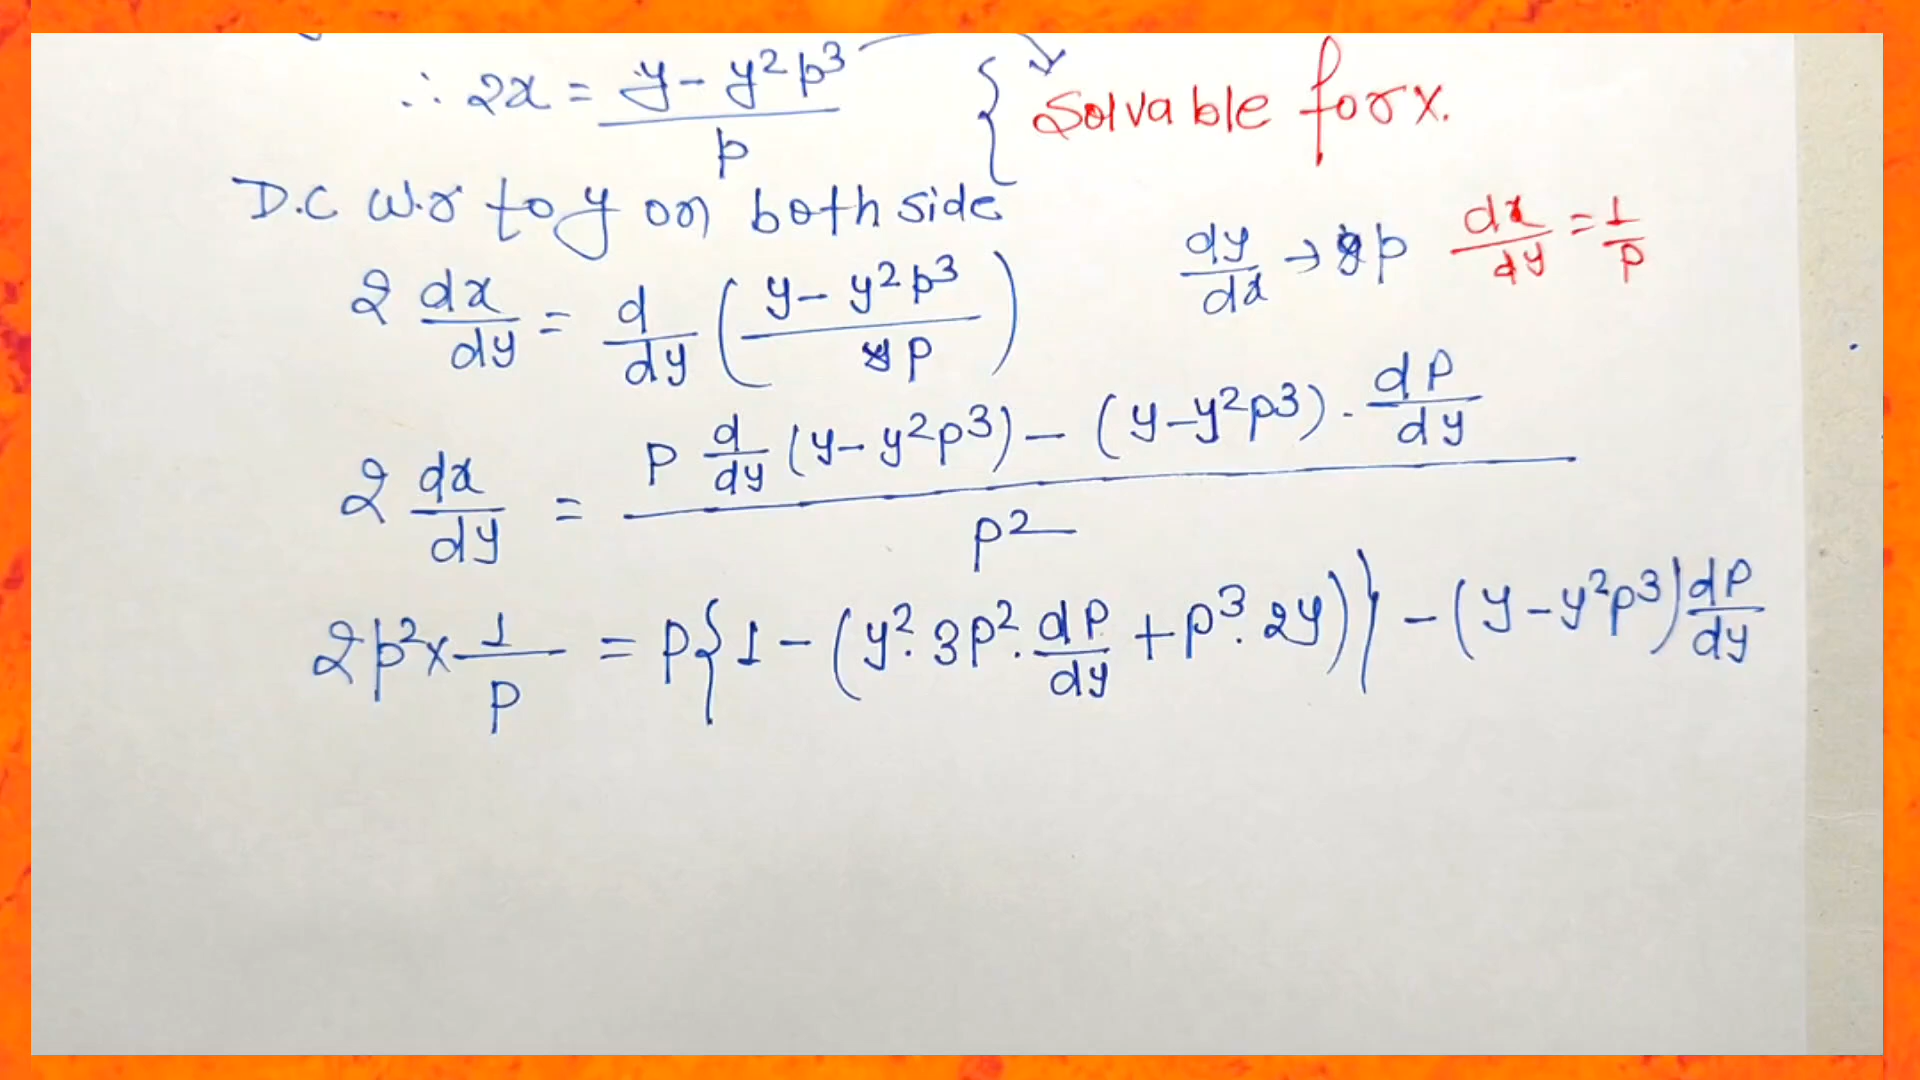 ∴ 2x = (y - y²p³)/p { Solvable for x.
D.C w.r to y on both side
dy/dx → p dx/dy = 1/p
2 dx/dy = d/dy ((y - y²p³)/p)
2 dx/dy = (p d/dy (y - y²p³) - (y - y²p³) · dp/dy)/p²
2p² × 1/p = p{1 - (y² · 3p² · dp/dy + p³ · 2y)} - (y - y²p³) dp/dy